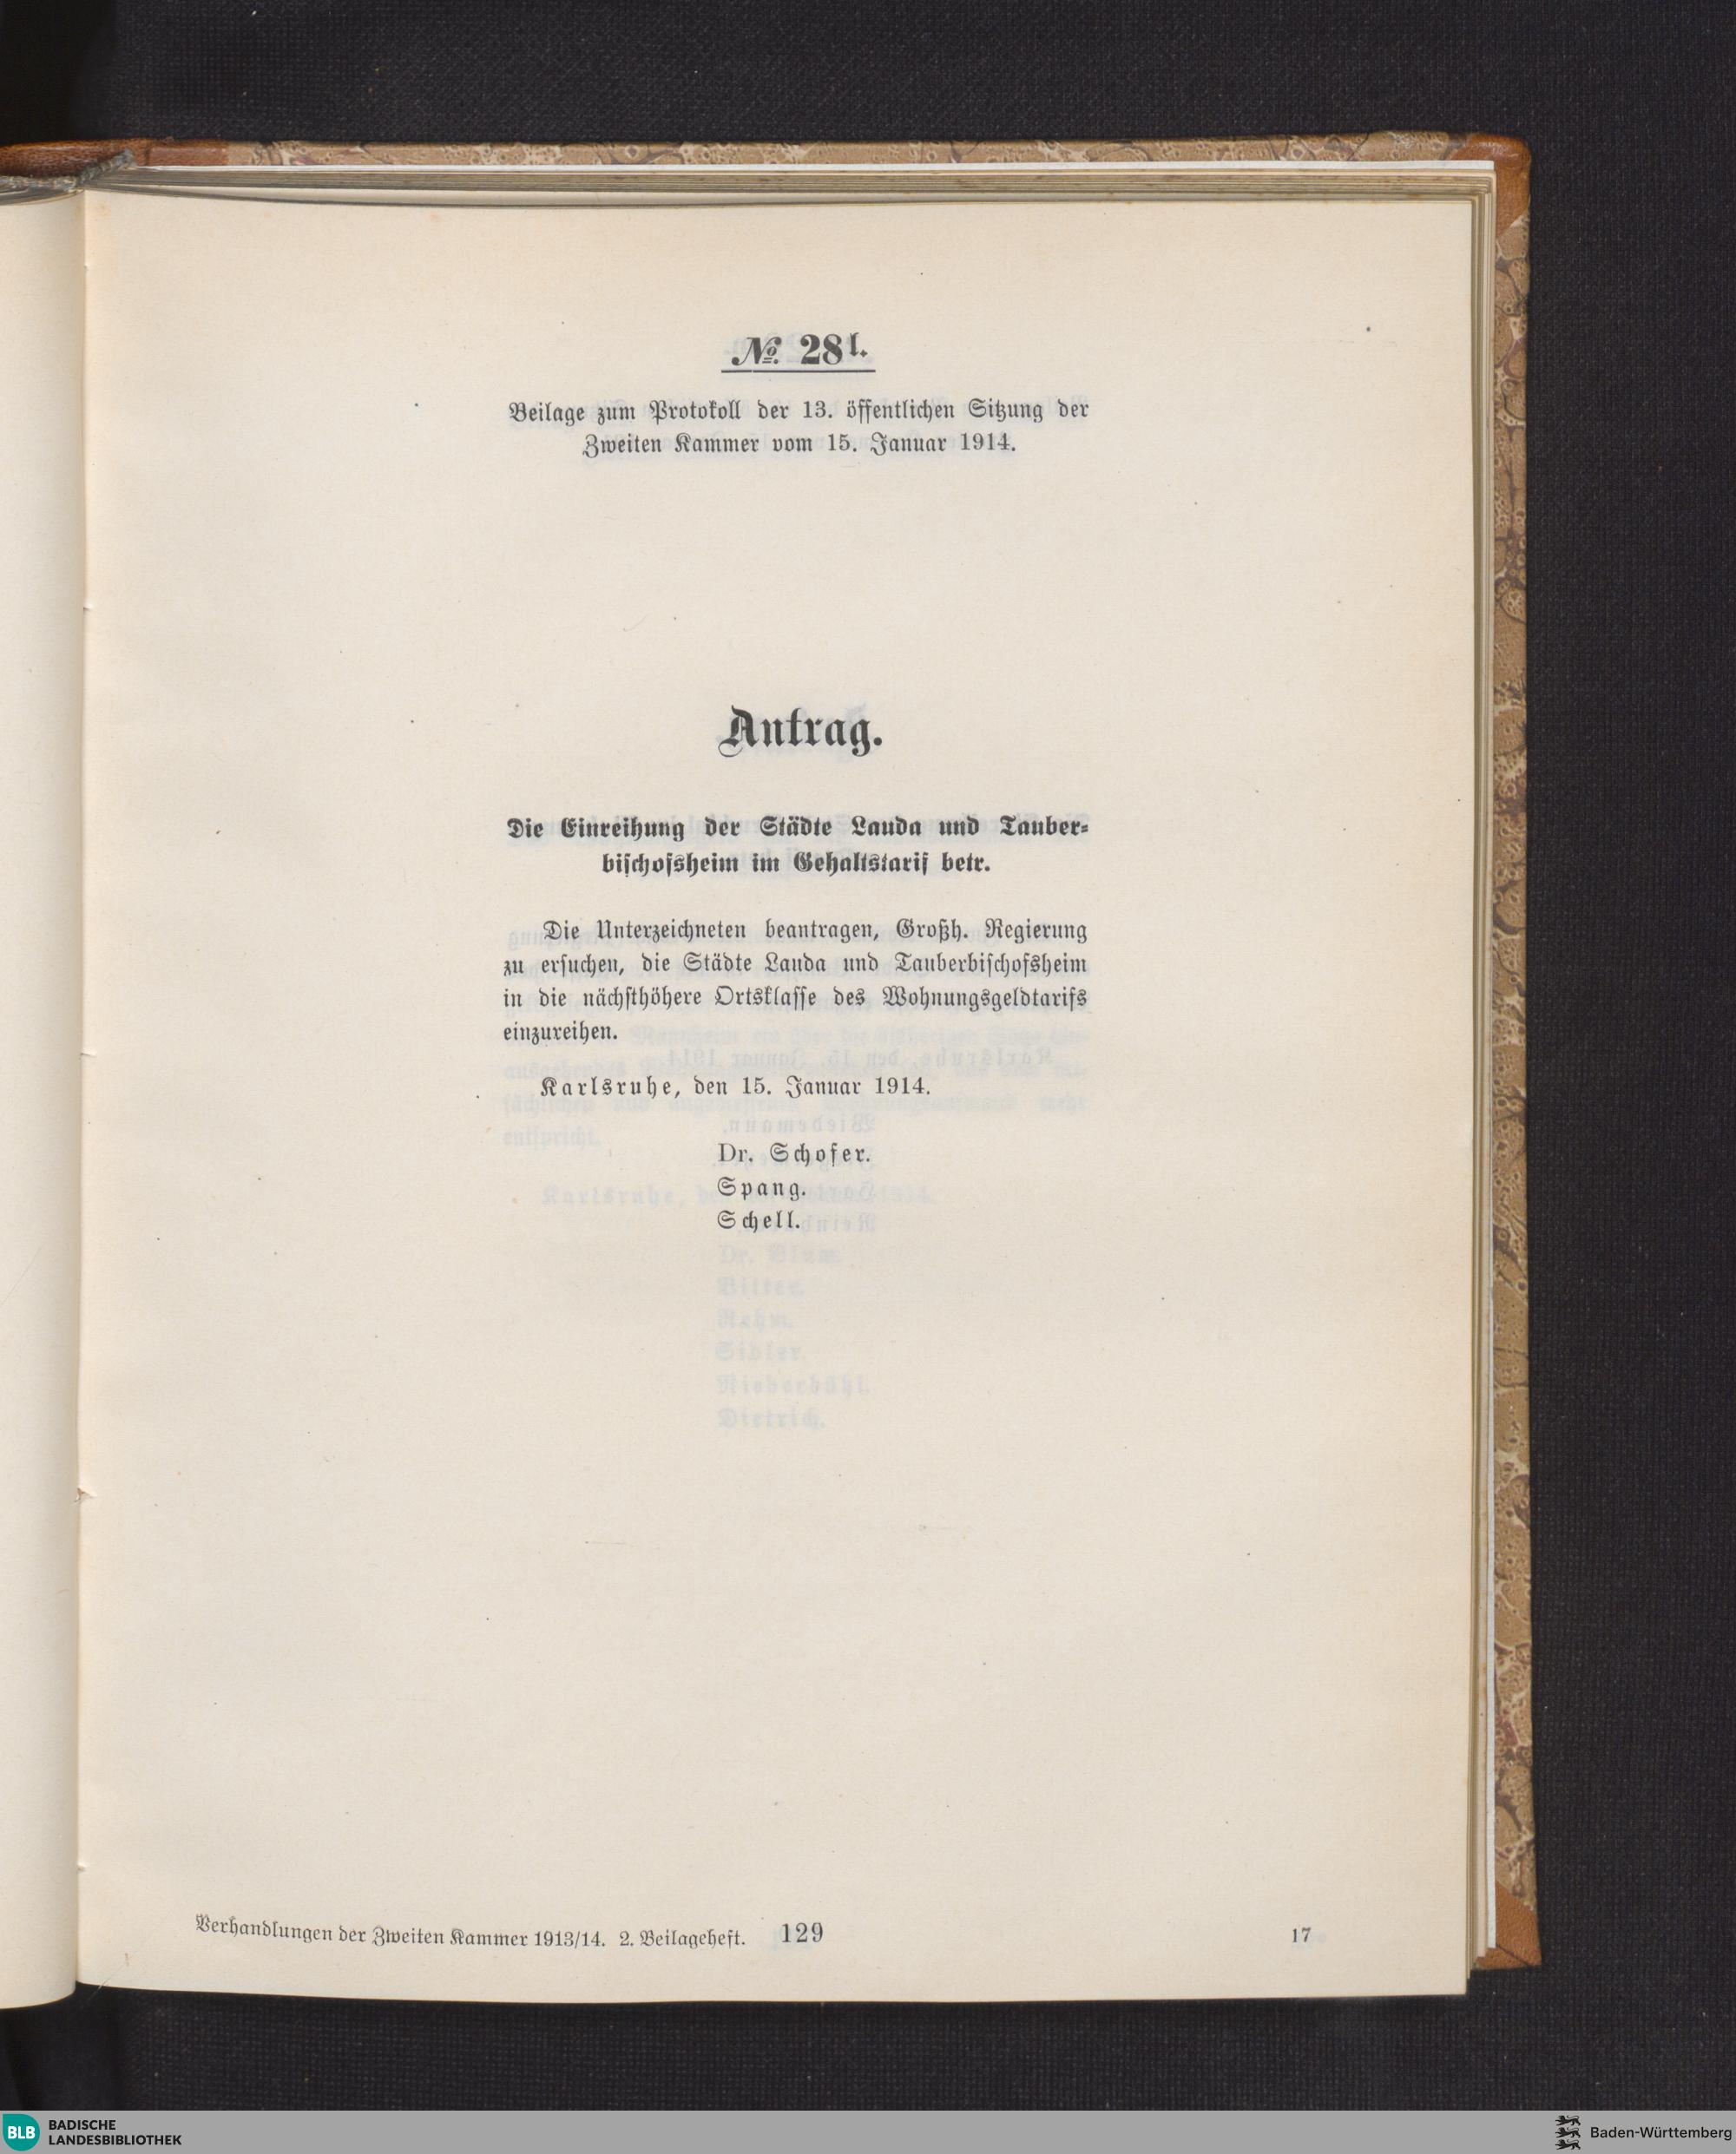 № 28l.
Beilage zum Protokoll der 13. öffentlichen Sitzung der
Zweiten Kammer vom 15. Januar 1914.
Antrag.
Die Einreihung der Städte Lauda und Tauber-
bischofsheim im Gehaltstarif betr.
Die Unterzeichneten beantragen, Großh. Regierung
zu ersuchen, die Städte Lauda und Tauberbischofsheim
in die nächsthöhere Ortsklasse des Wohnungsgeldtarifs
einzureihen.
Karlsruhe, den 15. Januar 1914.
Dr. Schofer.
Spang.
Schell.
Verhandlungen der Zweiten Kammer 1913/14. 2. Beilageheft. 129 17
BLB BADISCHE
LANDESBIBLIOTHEK
Baden-Württemberg